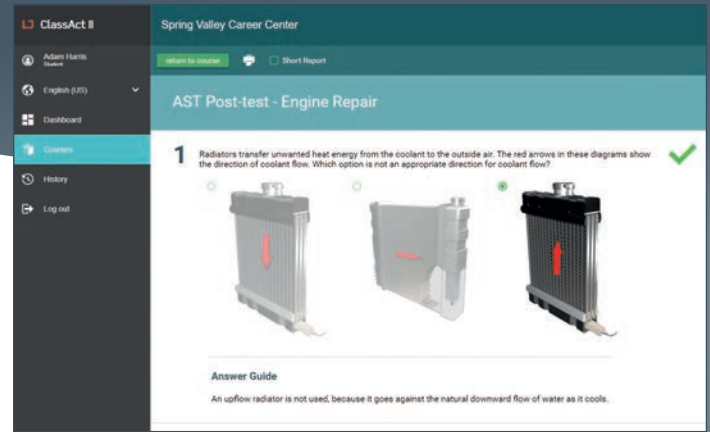 ClassAct II
Spring Valley Career Center
Adam Harris
Student
return to course
Short Report
English (US)
AST Post-test - Engine Repair
Dashboard
Courses
1
Radiators transfer unwanted heat energy from the coolant to the outside air. The red arrows in these diagrams show
the direction of coolant flow. Which option is not an appropriate direction for coolant flow?
History
Log out
Answer Guide
An upflow radiator is not used, because it goes against the natural downward flow of water as it cools.